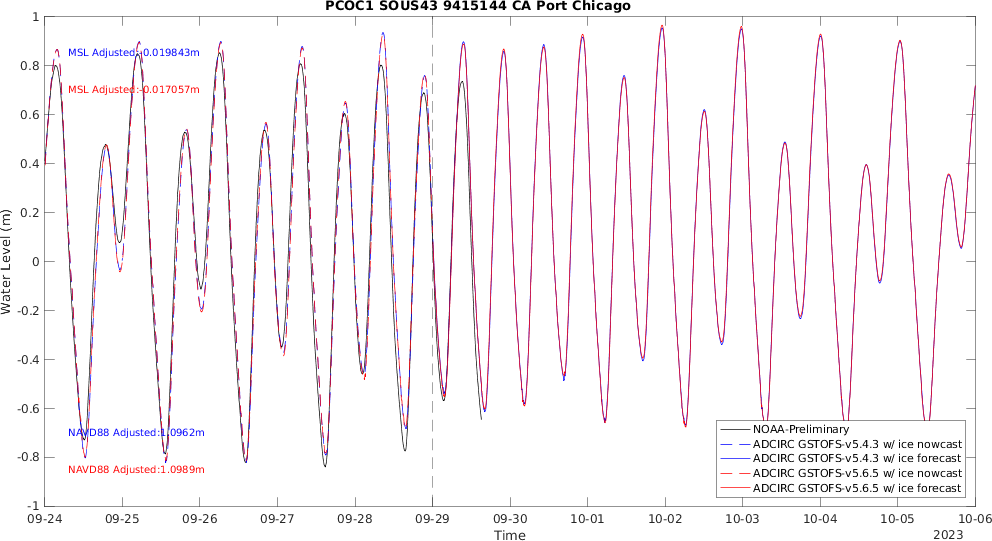 PCOC1 SOUS43 9415144 CA Port Chicago
MSL Adjusted:-0.019843m
MSL Adjusted:-0.017057m
NAVD88 Adjusted:1.0962m
NAVD88 Adjusted:1.0989m
Water Level (m)
0.8
0.6
0.4
0.2
0
-0.2
-0.4
-0.6
-0.8
-1
NOAA-Preliminary
ADCIRC GSTOFS-v5.4.3 w/ ice nowcast
ADCIRC GSTOFS-v5.4.3 w/ ice forecast
ADCIRC GSTOFS-v5.6.5 w/ ice nowcast
ADCIRC GSTOFS-v5.6.5 w/ ice forecast
09-24 09-25 09-26 09-27 09-28 09-29 09-30 10-01 10-02 10-03 10-04 10-05 10-06
Time
2023